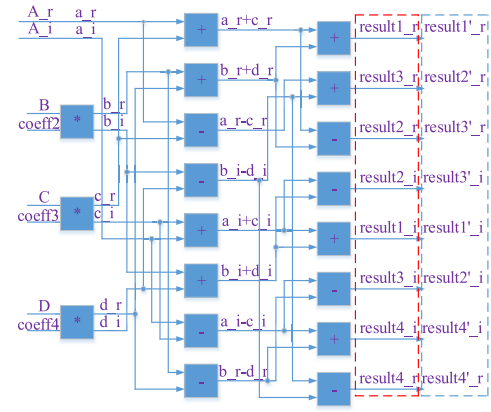 A_r a_r + a_r+c_r + result1_r result1'_r
A_i a_i
B b_r + b_r+d_r + result3_r result2'_r
coeff2 * b_i
- a_r-c_r - result2_r result3'_r
- b_i-d_i - result2_i result3'_i
C c_r
coeff3 * c_i + a_i+c_i + result1_i result1'_i
+ b_i+d_i - result3_i result2'_i
D d_r
coeff4 * d_i - a_i-c_i + result4_i result4'_i
- b_r-d_r - result4_r result4'_r